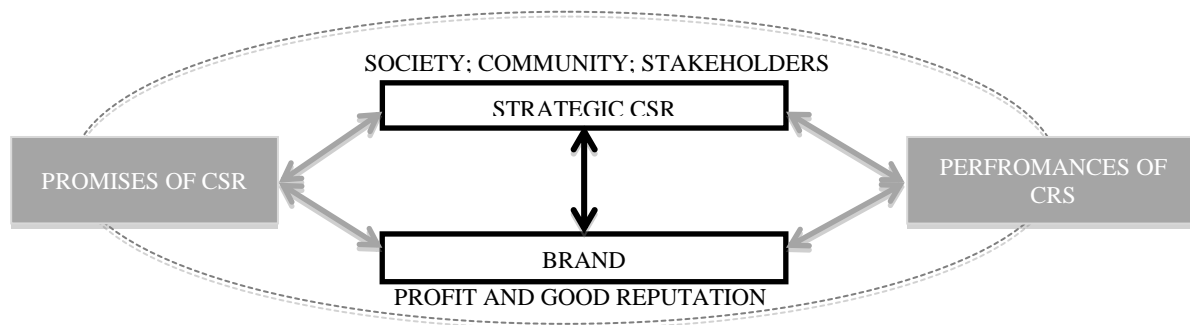 SOCIETY; COMMUNITY; STAKEHOLDERS
STRATEGIC CSR
PROMISES OF CSR
PERFROMANCES OF
CRS
BRAND
PROFIT AND GOOD REPUTATION